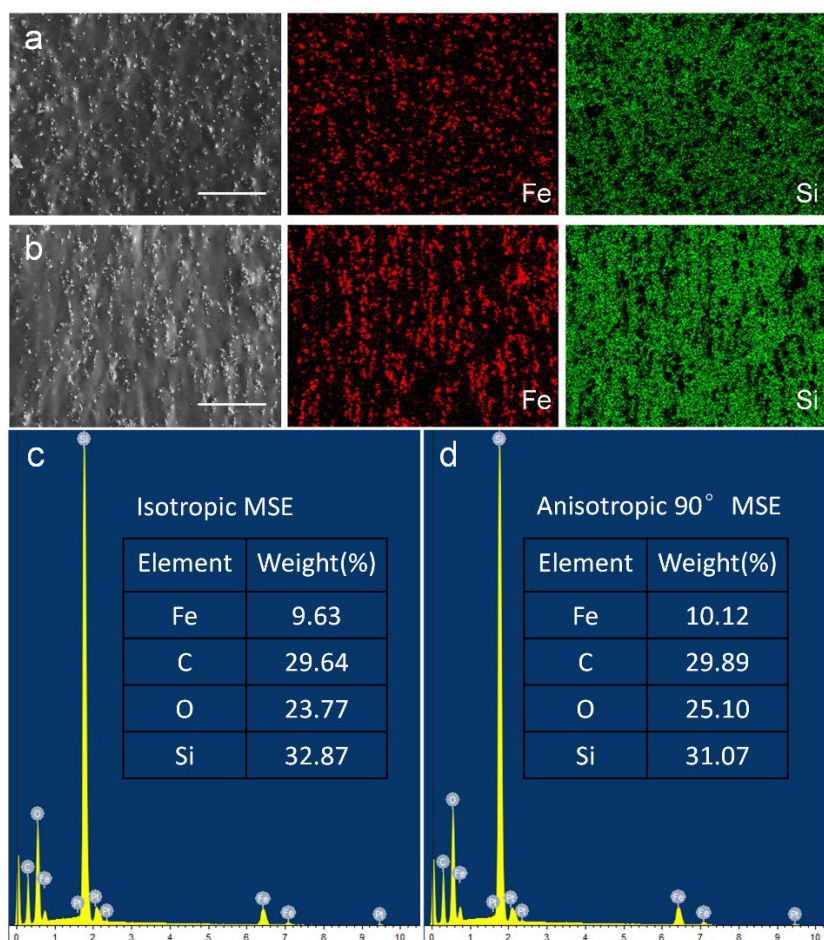 a
Fe
Si
b
Fe
Si
c
Si
Isotropic MSE
Element Weight(%)
Fe 9.63
C 29.64
O 23.77
Si 32.87
O
C
Fe
Pt
Pt
Pt
Fe
Fe
Pt
0 1 2 3 4 5 6 7 8 9 10
d
Si
Anisotropic 90° MSE
Element Weight(%)
Fe 10.12
C 29.89
O 25.10
Si 31.07
O
C
Fe
Pt
Pt
Pt
Fe
Fe
Pt
0 1 2 3 4 5 6 7 8 9 10